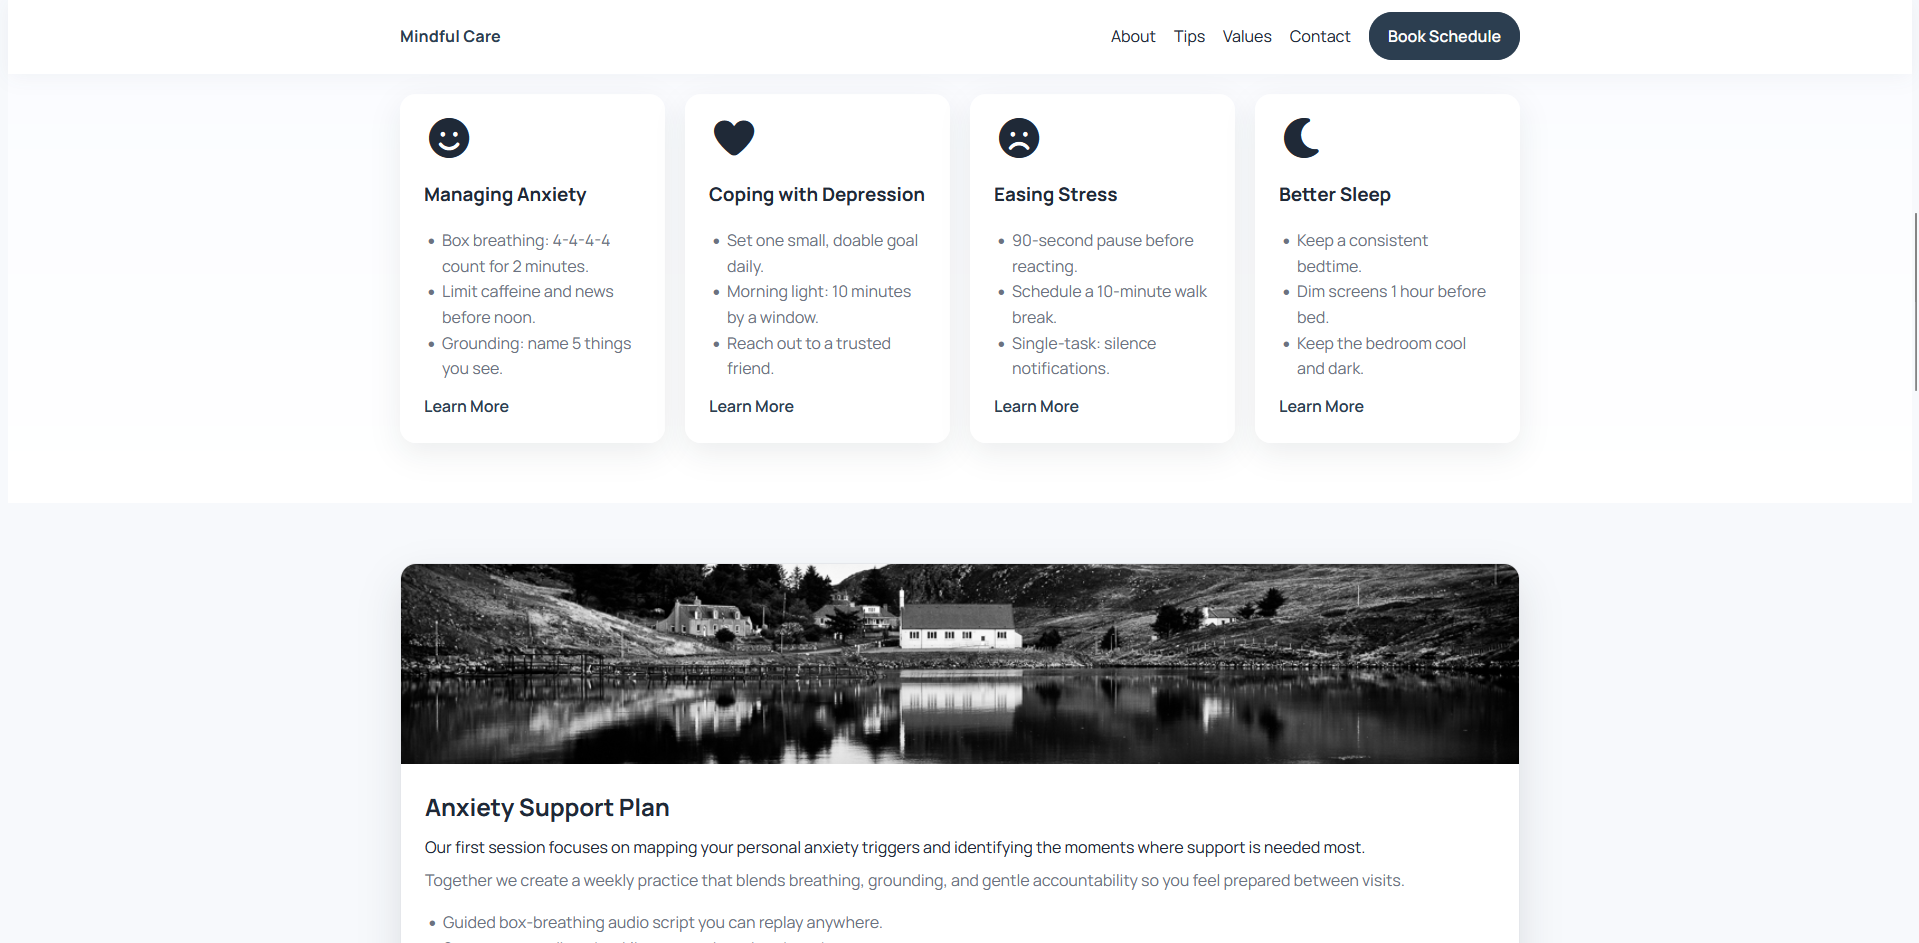 Mindful Care
About Tips Values Contact Book Schedule
Managing Anxiety
Box breathing: 4-4-4-4
count for 2 minutes.
Limit caffeine and news
before noon.
Grounding: name 5 things
you see.
Learn More
Coping with Depression
Set one small, doable goal
daily.
Morning light: 10 minutes
by a window.
Reach out to a trusted
friend.
Learn More
Easing Stress
90-second pause before
reacting.
Schedule a 10-minute walk
break.
Single-task: silence
notifications.
Learn More
Better Sleep
Keep a consistent
bedtime.
Dim screens 1 hour before
bed.
Keep the bedroom cool
and dark.
Learn More
Anxiety Support Plan
Our first session focuses on mapping your personal anxiety triggers and identifying the moments where support is needed most.
Together we create a weekly practice that blends breathing, grounding, and gentle accountability so you feel prepared between visits.
Guided box-breathing audio script you can replay anywhere.